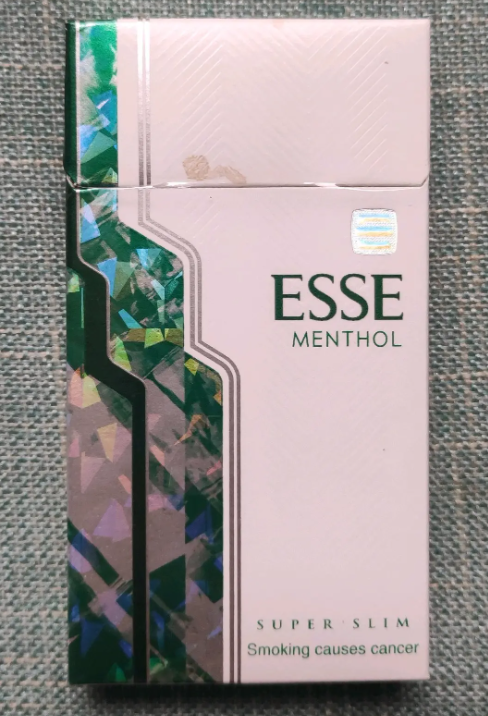 ESSE
MENTHOL
SUPER SLIM
Smoking causes cancer